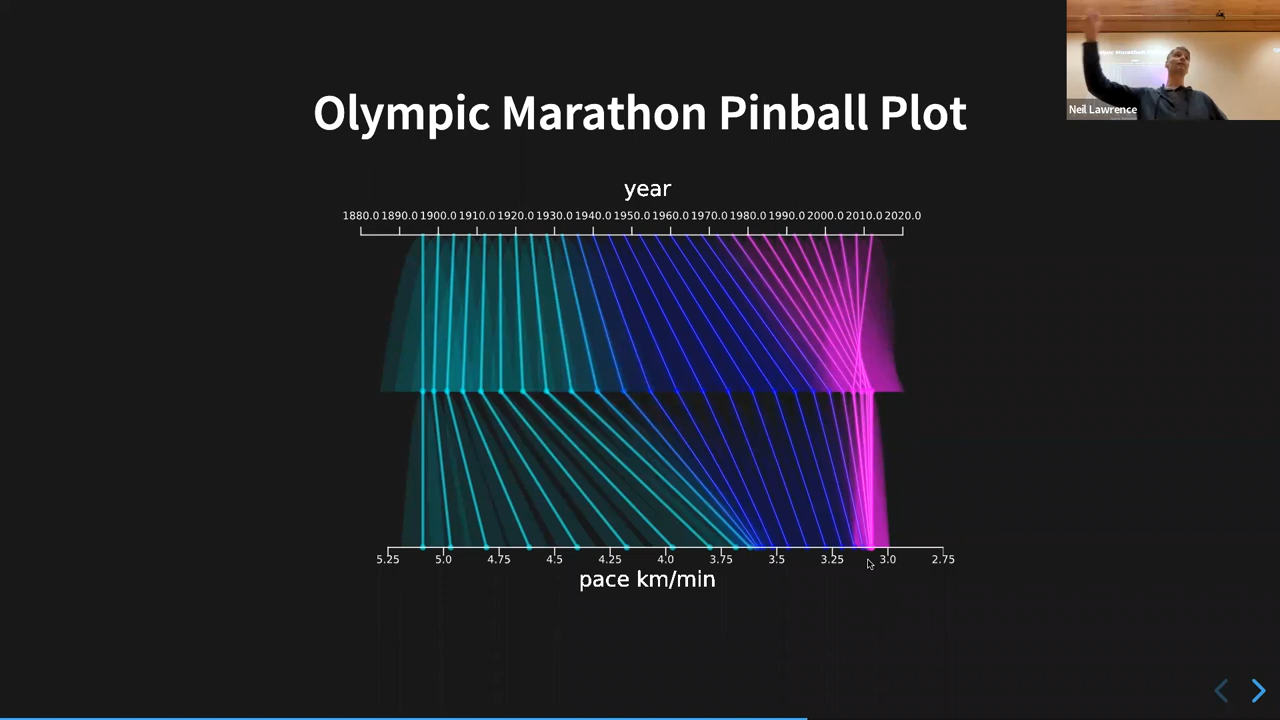 Olympic Marathon Pinball Plot
Neil Lawrence
year
1880.0 1890.0 1900.0 1910.0 1920.0 1930.0 1940.0 1950.0 1960.0 1970.0 1980.0 1990.0 2000.0 2010.0 2020.0
5.25 5.0 4.75 4.5 4.25 4.0 3.75 3.5 3.25 3.0 2.75
pace km/min